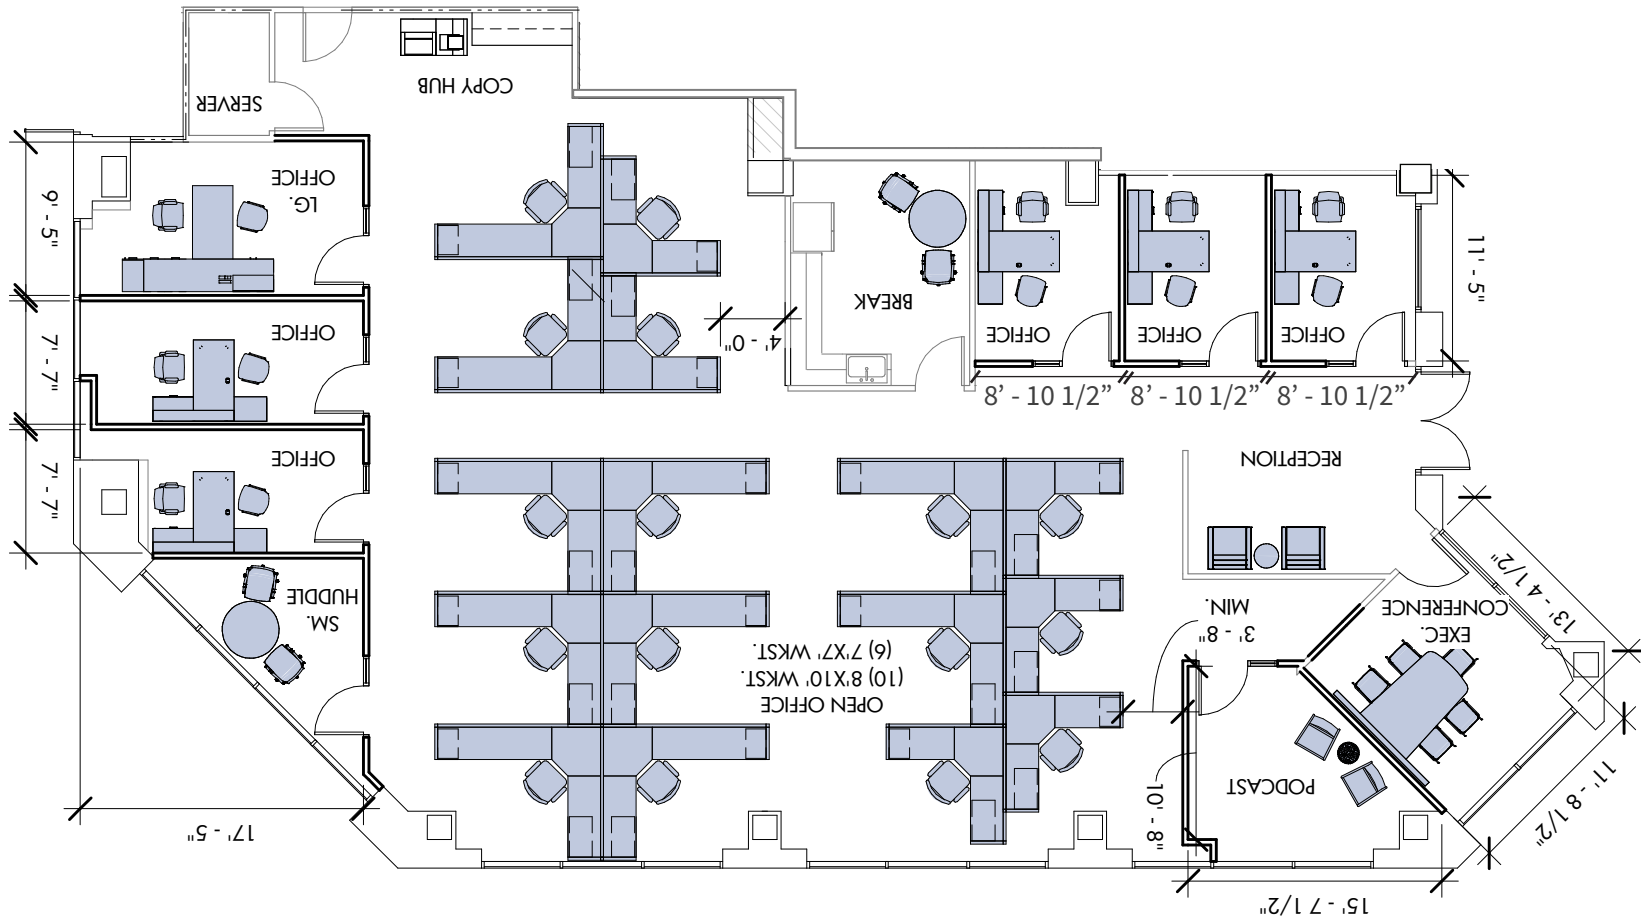 COPY HUB
SERVER
LG.
OFFICE
9' - 5"
OFFICE
7' - 7"
OFFICE
7' - 7"
SM.
HUDDLE
17' - 5"
4' - 0"
BREAK
OFFICE
OFFICE
OFFICE
11' - 5"
8' - 10 1/2”
8' - 10 1/2”
8' - 10 1/2”
RECEPTION
OPEN OFFICE
(10) 8'X10' WKST.
(6) 7'X7' WKST.
3' - 8"
MIN.
EXEC.
CONFERENCE
13' - 4 1/2"
11' - 8 1/2"
PODCAST
10' - 8"
15' - 7 1/2"